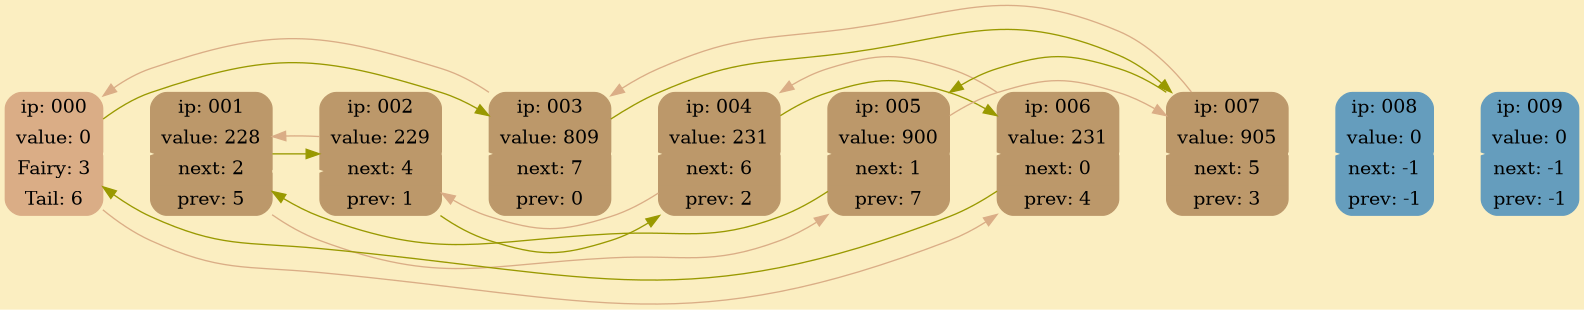 ip: 000
value: 0
Fairy: 3
Tail: 6
ip: 001
value: 228
next: 2
prev: 5
ip: 002
value: 229
next: 4
prev: 1
ip: 003
value: 809
next: 7
prev: 0
ip: 004
value: 231
next: 6
prev: 2
ip: 005
value: 900
next: 1
prev: 7
ip: 006
value: 231
next: 0
prev: 4
ip: 007
value: 905
next: 5
prev: 3
ip: 008
value: 0
next: -1
prev: -1
ip: 009
value: 0
next: -1
prev: -1